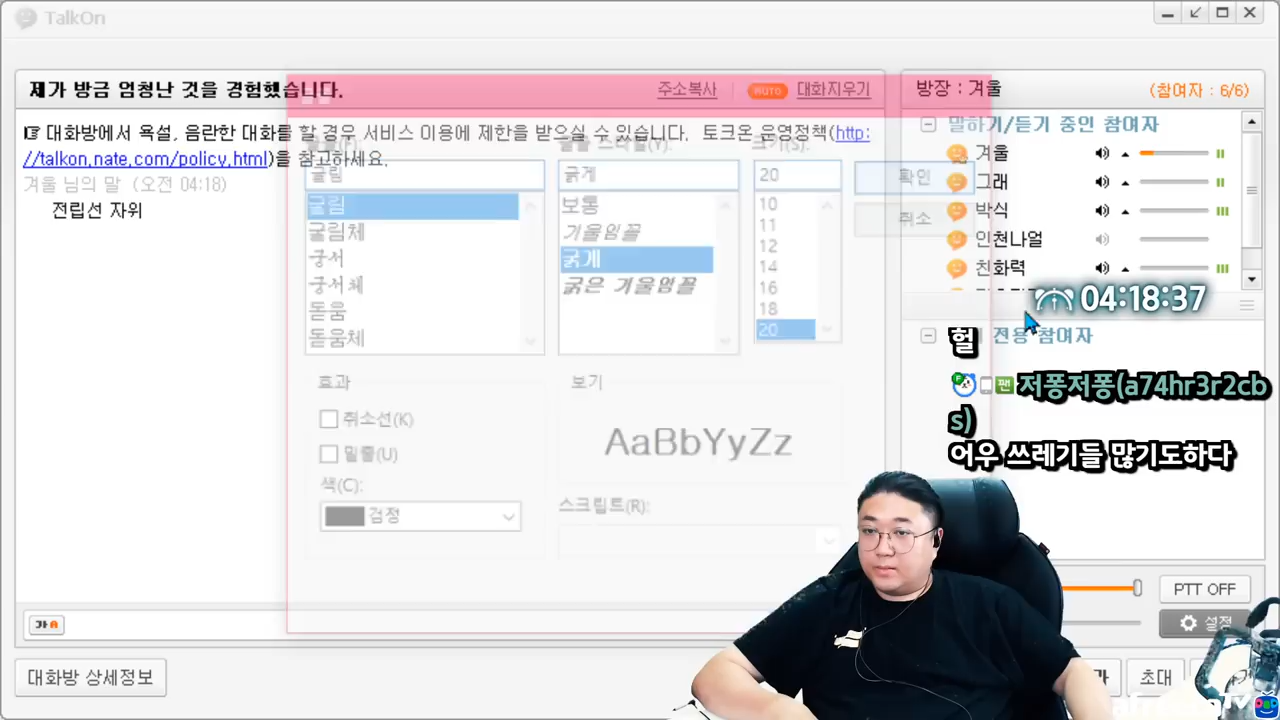 TalkOn
제가 방금 엄청난 것을 경험했습니다.
주소복사
AUTO
대화지우기
☞ 대화방에서 욕설, 음란한 대화를 할 경우 서비스 이용에 제한을 받으실 수 있습니다. 토크온 운영정책(http:
//talkon.nate.com/policy.html)을 참고하세요.
겨울 님의 말 (오전 04:18)
전립선 자위
굴림
굴림
굴림체
궁서
궁서체
돋움
돋움체
굵게
보통
기울임꼴
굵게
굵은 기울임꼴
크기(S):
20
10
11
12
14
16
18
20
확인
취소
효과
취소선(K)
밑줄(U)
색(C):
검정
보기
AaBbYyZz
스크립트(R):
방장 : 겨울
(참여자 : 6/6)
말하기/듣기 중인 참여자
겨울
그래
박식
인천나얼
친화력
04:18:37
전용 참여자
헐
F
팬
저퐁저퐁(a74hr3r2cb
s)
어우 쓰레기들 많기도하다
PTT OFF
설정
가A
대화방 상세정보
초대